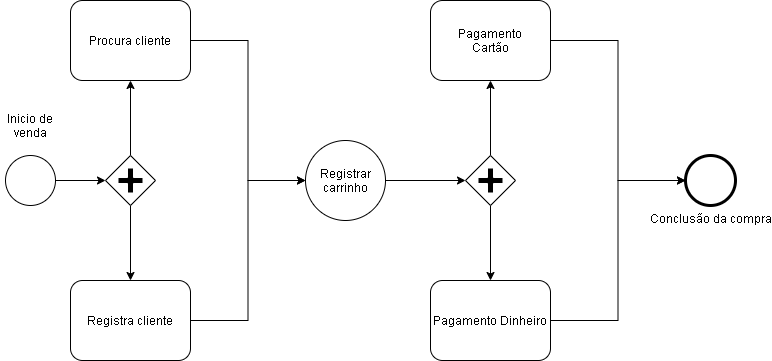 Procura cliente
Pagamento
Cartão
Inicio de
venda
Registrar
carrinho
Conclusão da compra
Registra cliente
Pagamento Dinheiro